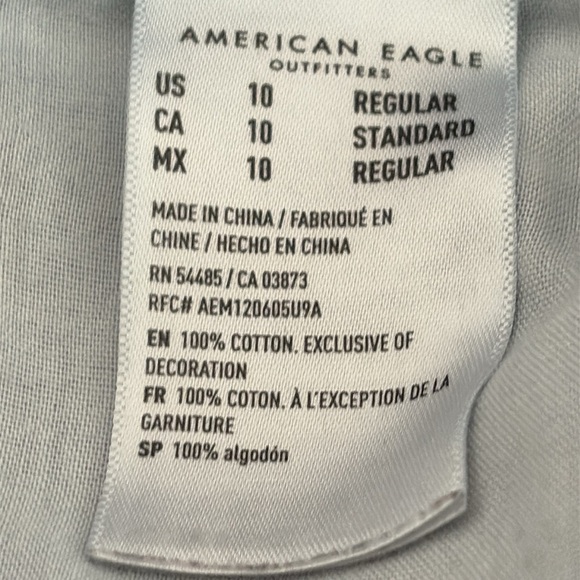 AMERICAN EAGLE
OUTFITTERS
US 10 REGULAR
CA 10 STANDARD
MX 10 REGULAR
MADE IN CHINA / FABRIQUÉ EN
CHINE / HECHO EN CHINA
RN 54485 / CA 03873
RFC# AEM120605U9A
EN 100% COTTON. EXCLUSIVE OF
DECORATION
FR 100% COTON. À L'EXCEPTION DE LA
GARNITURE
SP 100% algodón